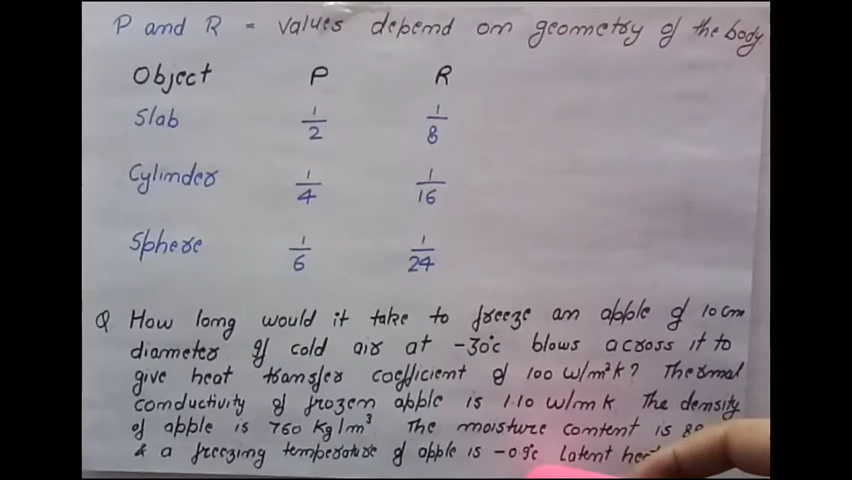 P and R = values depend on geometry of the body
Object P R
Slab 1/2 1/8
Cylinder 1/4 1/16
Sphere 1/6 1/24
Q How long would it take to freeze an apple of 10 cm
diameter if cold air at -30°c blows across it to
give heat transfer coefficient of 100 w/m²k? Thermal
conductivity of frozen apple is 1.10 w/m k The density
of apple is 760 kg/m³ The moisture content is
& a freezing temperature of apple is -0.9°c Latent